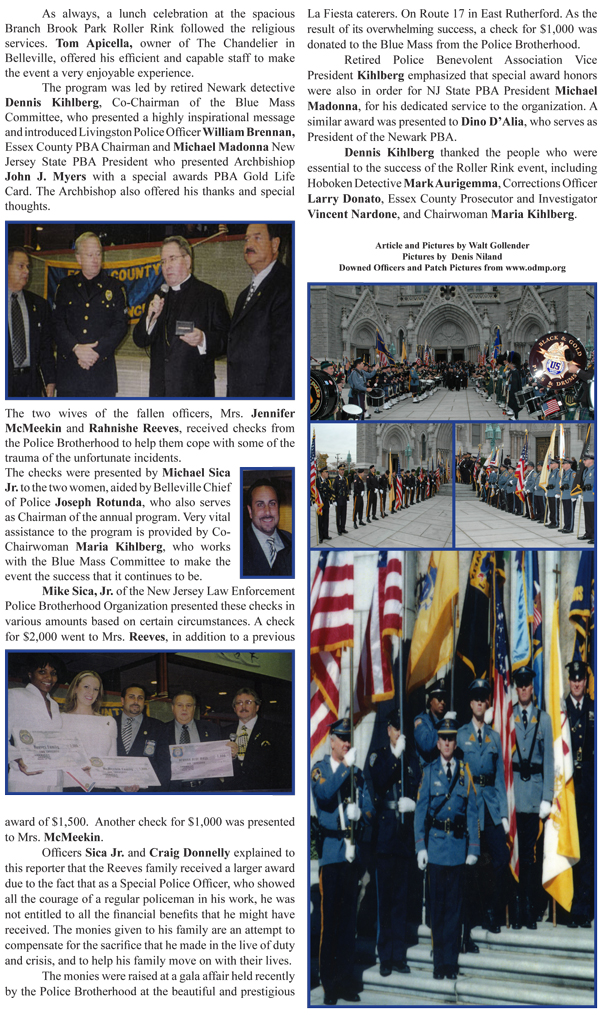 As always, a lunch celebration at the spacious
Branch Brook Park Roller Rink followed the religious
services. Tom Apicella, owner of The Chandelier in
Belleville, offered his efficient and capable staff to make
the event a very enjoyable experience.
The program was led by retired Newark detective
Dennis Kihlberg, Co-Chairman of the Blue Mass
Committee, who presented a highly inspirational message
and introduced Livingston Police Officer William Brennan,
Essex County PBA Chairman and Michael Madonna New
Jersey State PBA President who presented Archbishiop
John J. Myers with a special awards PBA Gold Life
Card. The Archbishop also offered his thanks and special
thoughts.
COUNTY
The two wives of the fallen officers, Mrs. Jennifer
McMeekin and Rahnishe Reeves, received checks from
the Police Brotherhood to help them cope with some of the
trauma of the unfortunate incidents.
The checks were presented by Michael Sica
Jr. to the two women, aided by Belleville Chief
of Police Joseph Rotunda, who also serves
as Chairman of the annual program. Very vital
assistance to the program is provided by Co-
Chairwoman Maria Kihlberg, who works
with the Blue Mass Committee to make the
event the success that it continues to be.
Mike Sica, Jr. of the New Jersey Law Enforcement
Police Brotherhood Organization presented these checks in
various amounts based on certain circumstances. A check
for $2,000 went to Mrs. Reeves, in addition to a previous
award of $1,500. Another check for $1,000 was presented
to Mrs. McMeekin.
Officers Sica Jr. and Craig Donnelly explained to
this reporter that the Reeves family received a larger award
due to the fact that as a Special Police Officer, who showed
all the courage of a regular policeman in his work, he was
not entitled to all the financial benefits that he might have
received. The monies given to his family are an attempt to
compensate for the sacrifice that he made in the live of duty
and crisis, and to help his family move on with their lives.
The monies were raised at a gala affair held recently
by the Police Brotherhood at the beautiful and prestigious
La Fiesta caterers. On Route 17 in East Rutherford. As the
result of its overwhelming success, a check for $1,000 was
donated to the Blue Mass from the Police Brotherhood.
Retired Police Benevolent Association Vice
President Kihlberg emphasized that special award honors
were also in order for NJ State PBA President Michael
Madonna, for his dedicated service to the organization. A
similar award was presented to Dino D'Alia, who serves as
President of the Newark PBA.
Dennis Kihlberg thanked the people who were
essential to the success of the Roller Rink event, including
Hoboken Detective Mark Aurigemma, Corrections Officer
Larry Donato, Essex County Prosecutor and Investigator
Vincent Nardone, and Chairwoman Maria Kihlberg.
Article and Pictures by Walt Gollender
Pictures by Denis Niland
Downed Officers and Patch Pictures from www.odmp.org
BLACK & GOLD
US